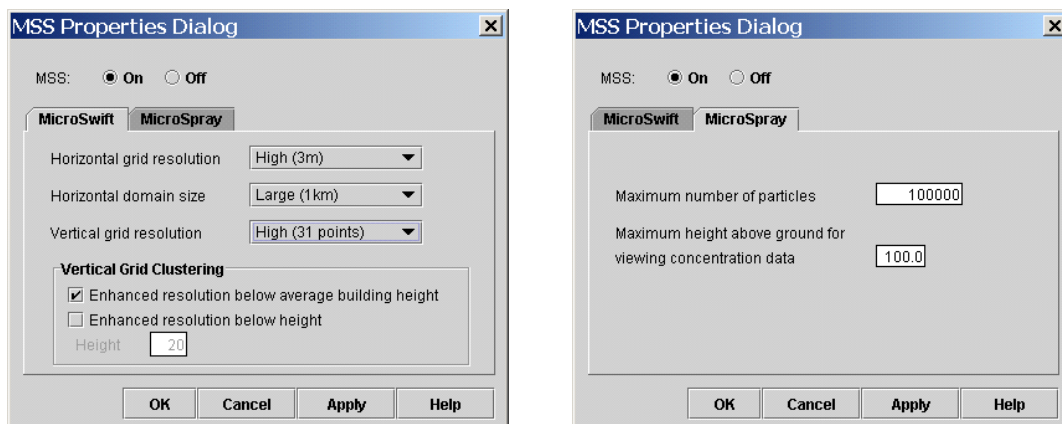 MSS Properties Dialog
MSS: On Off
MicroSwift MicroSpray
Horizontal grid resolution High (3m)
Horizontal domain size Large (1km)
Vertical grid resolution High (31 points)
Vertical Grid Clustering
Enhanced resolution below average building height
Enhanced resolution below height
Height 20
OK Cancel Apply Help
MSS Properties Dialog
MSS: On Off
MicroSwift MicroSpray
Maximum number of particles 100000
Maximum height above ground for
viewing concentration data 100.0
OK Cancel Apply Help